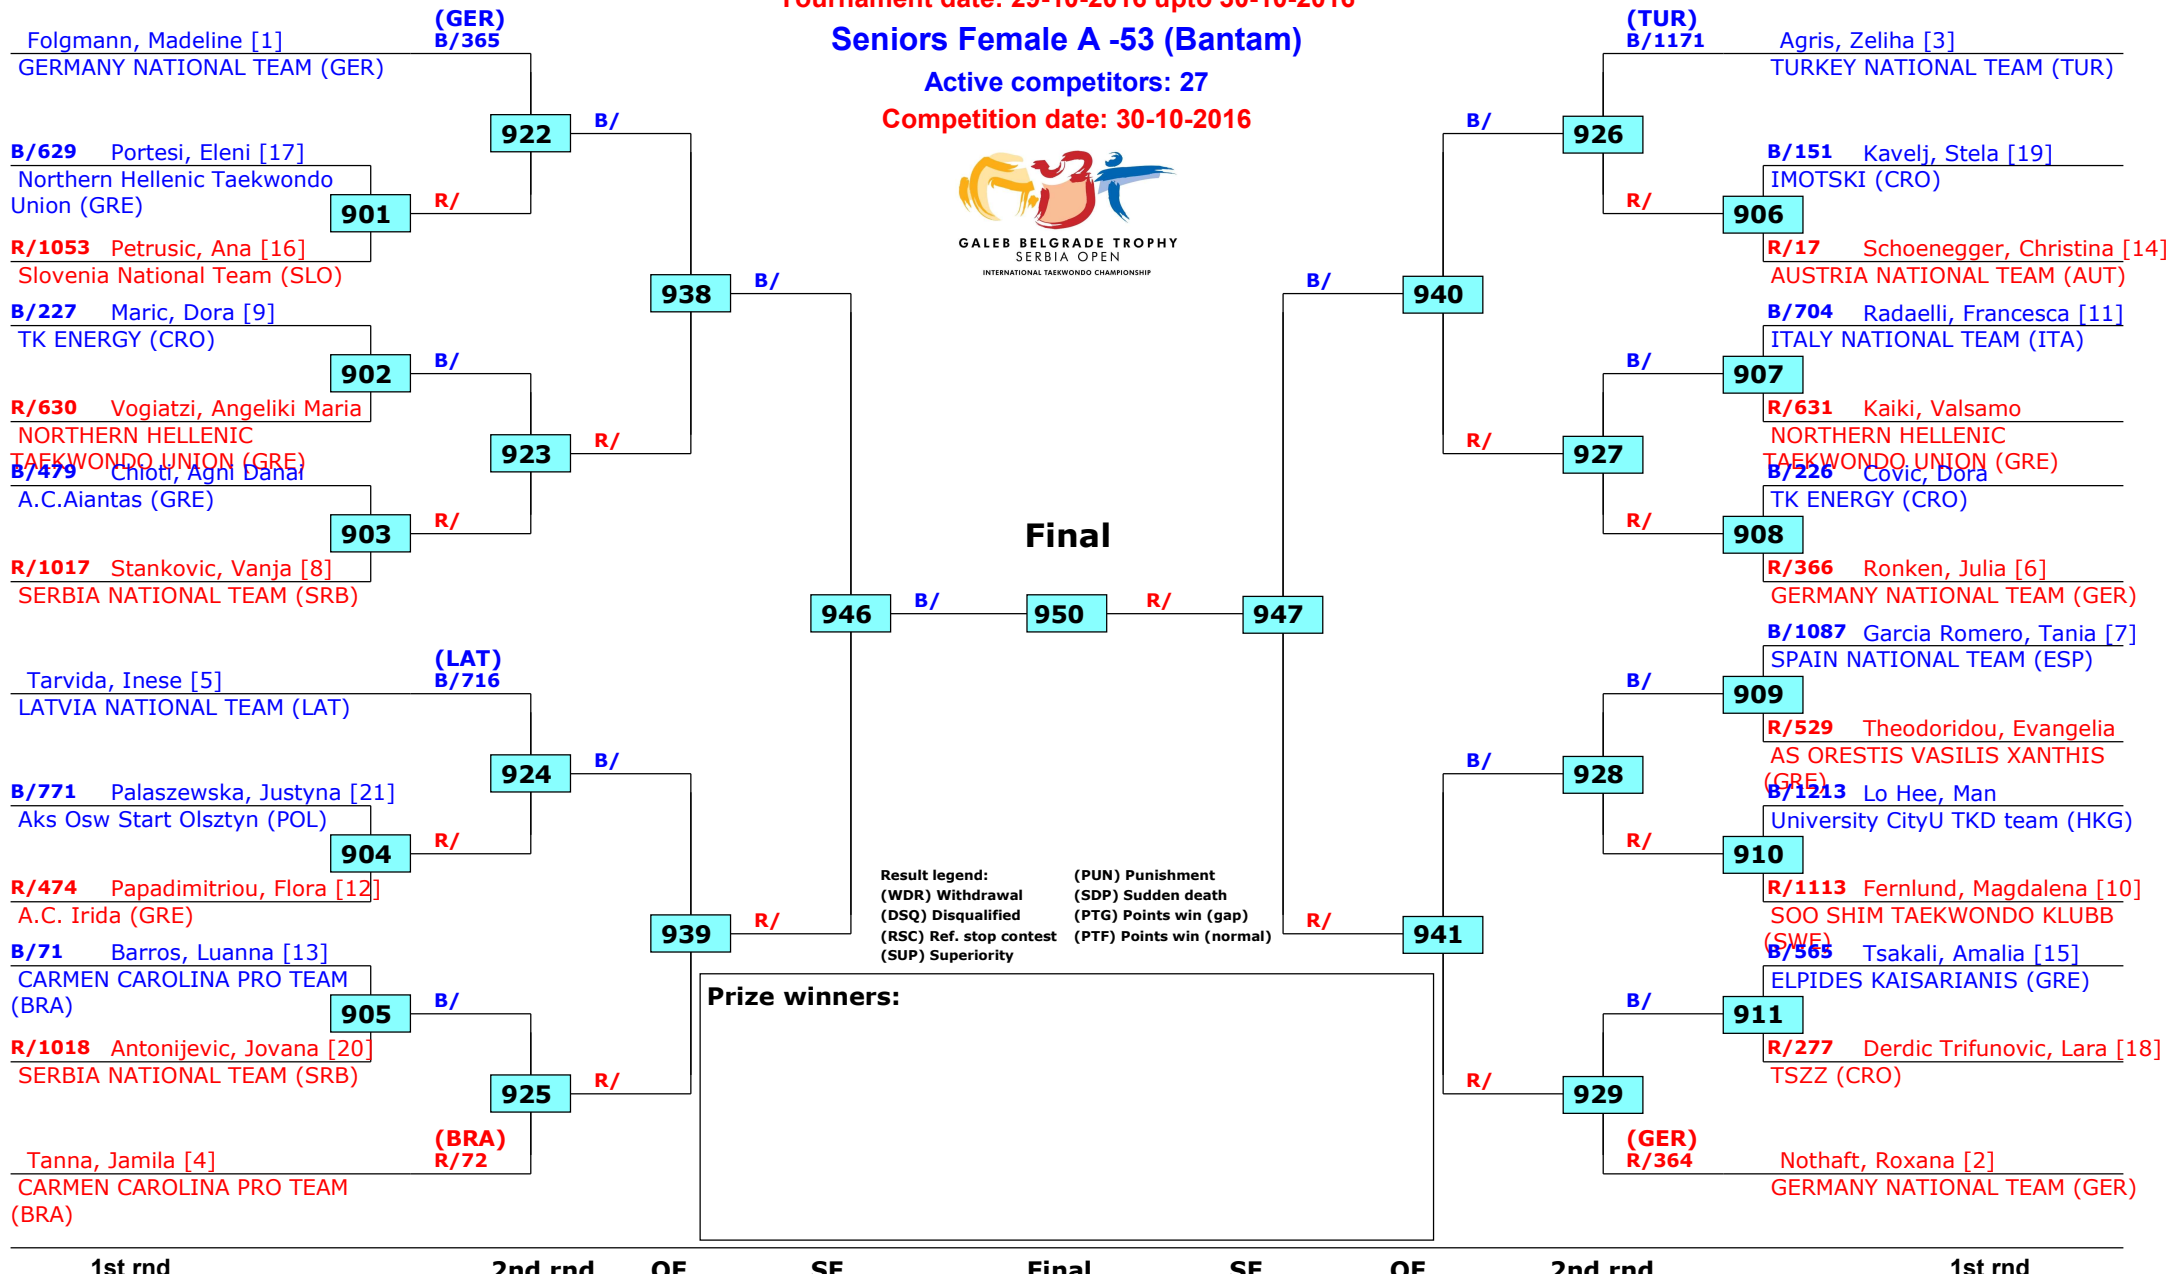 Tournament date: 29-10-2016 upto 30-10-2016
Seniors Female A -53 (Bantam)
Active competitors: 27
Competition date: 30-10-2016
GALEB BELGRADE TROPHY
SERBIA OPEN
INTERNATIONAL TAEKWONDO CHAMPIONSHIP
(GER)
Folgmann, Madeline [1] B/365
GERMANY NATIONAL TEAM (GER)
922 B/
B/629 Portesi, Eleni [17]
Northern Hellenic Taekwondo
Union (GRE)
901 R/
R/1053 Petrusic, Ana [16]
Slovenia National Team (SLO)
938 B/
B/227 Maric, Dora [9]
TK ENERGY (CRO)
902 B/
R/630 Vogiatzi, Angeliki Maria
NORTHERN HELLENIC
TAEKWONDO UNION (GRE)
923 R/
B/479 Chioti, Agni Danai
A.C.Aiantas (GRE)
903 R/
R/1017 Stankovic, Vanja [8]
SERBIA NATIONAL TEAM (SRB)
946 B/
(LAT)
Tarvida, Inese [5] B/716
LATVIA NATIONAL TEAM (LAT)
924 B/
B/771 Palaszewska, Justyna [21]
Aks Osw Start Olsztyn (POL)
904 R/
R/474 Papadimitriou, Flora [12]
A.C. Irida (GRE)
939 R/
B/71 Barros, Luanna [13]
CARMEN CAROLINA PRO TEAM
(BRA)
905 B/
R/1018 Antonijevic, Jovana [20]
SERBIA NATIONAL TEAM (SRB)
925 R/
(BRA)
Tanna, Jamila [4] R/72
CARMEN CAROLINA PRO TEAM
(BRA)
Final
950
(TUR)
B/1171 Agris, Zeliha [3]
TURKEY NATIONAL TEAM (TUR)
B/ 926
B/151 Kavelj, Stela [19]
IMOTSKI (CRO)
R/ 906
R/17 Schoenegger, Christina [14]
AUSTRIA NATIONAL TEAM (AUT)
B/ 940
B/704 Radaelli, Francesca [11]
ITALY NATIONAL TEAM (ITA)
B/ 907
R/631 Kaiki, Valsamo
NORTHERN HELLENIC
TAEKWONDO UNION (GRE)
R/ 927
B/226 Covic, Dora
TK ENERGY (CRO)
R/ 908
R/366 Ronken, Julia [6]
GERMANY NATIONAL TEAM (GER)
R/ 947
B/1087 Garcia Romero, Tania [7]
SPAIN NATIONAL TEAM (ESP)
B/ 909
R/529 Theodoridou, Evangelia
AS ORESTIS VASILIS XANTHIS
(GRE)
B/ 928
B/1213 Lo Hee, Man
University CityU TKD team (HKG)
R/ 910
R/1113 Fernlund, Magdalena [10]
SOO SHIM TAEKWONDO KLUBB
(SWE)
R/ 941
B/565 Tsakali, Amalia [15]
ELPIDES KAISARIANIS (GRE)
B/ 911
R/277 Derdic Trifunovic, Lara [18]
TSZZ (CRO)
R/ 929
(GER)
R/364 Nothaft, Roxana [2]
GERMANY NATIONAL TEAM (GER)
Result legend: (PUN) Punishment
(WDR) Withdrawal (SDP) Sudden death
(DSQ) Disqualified (PTG) Points win (gap)
(RSC) Ref. stop contest (PTF) Points win (normal)
(SUP) Superiority
Prize winners:
1st rnd 2nd rnd QF SF Final SF QF 2nd rnd 1st rnd